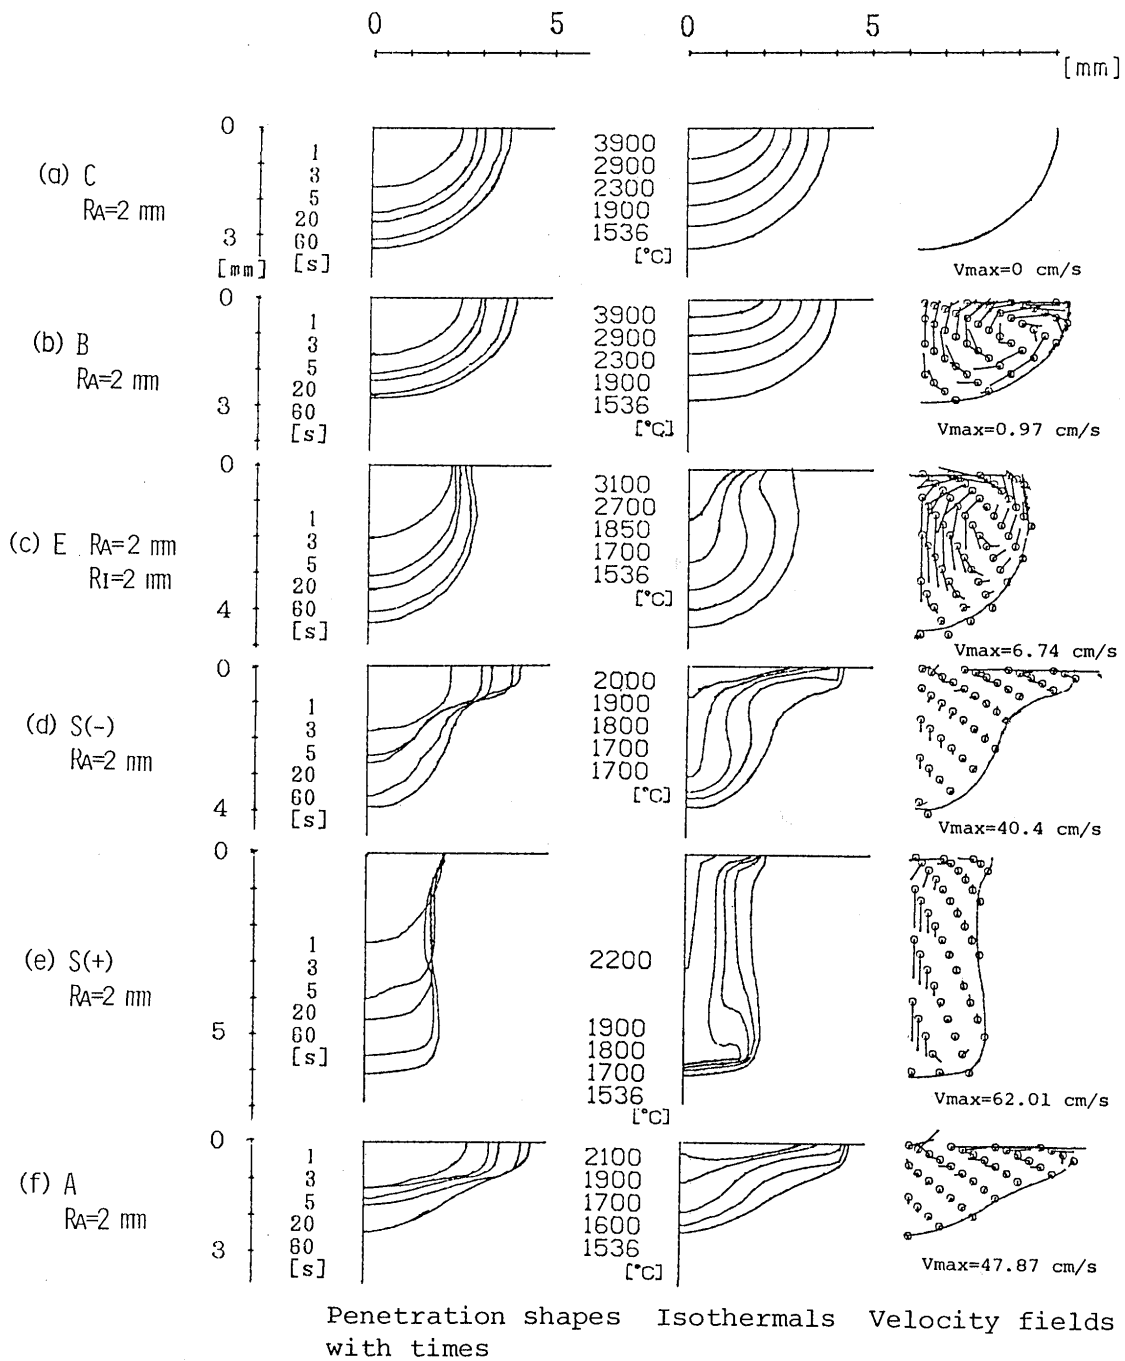 0 5 0 5
[mm]
(a) C
RA=2 mm
0
3
[mm]
1
3
5
20
60
[s]
3900
2900
2300
1900
1536
[°C]
Vmax=0 cm/s
(b) B
RA=2 mm
0
3
1
3
5
20
60
[s]
3900
2900
2300
1900
1536
[°C]
Vmax=0.97 cm/s
(c) E RA=2 mm
RI=2 mm
0
4
1
3
5
20
60
[s]
3100
2700
1850
1700
1536
[°C]
Vmax=6.74 cm/s
(d) S(-)
RA=2 mm
0
4
1
3
5
20
60
[s]
2000
1900
1800
1700
1700
[°C]
Vmax=40.4 cm/s
(e) S(+)
RA=2 mm
0
5
1
3
5
20
60
[s]
2200
1900
1800
1700
1536
[°C]
Vmax=62.01 cm/s
(f) A
RA=2 mm
0
3
1
3
5
20
60
[s]
2100
1900
1700
1600
1536
[°C]
Vmax=47.87 cm/s
Penetration shapes Isothermals Velocity fields
with times